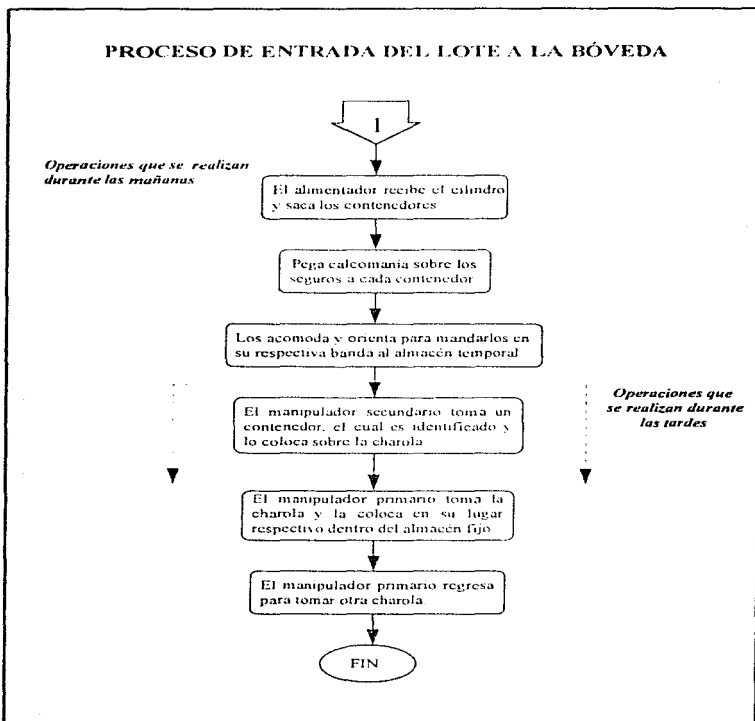 PROCESO DE ENTRADA DEL LOTE A LA BÓVEDA
1
Operaciones que se realizan
durante las mañanas
El alimentador recibe el cilindro
y saca los contenedores
Pega calcomanía sobre los
seguros a cada contenedor
Los acomoda y orienta para mandarlos en
su respectiva banda al almacén temporal
El manipulador secundario toma un
contenedor, el cual es identificado y
lo coloca sobre la charola
Operaciones que
se realizan durante
las tardes
El manipulador primario toma la
charola y la coloca en su lugar
respectivo dentro del almacén fijo
El manipulador primario regresa
para tomar otra charola.
FIN